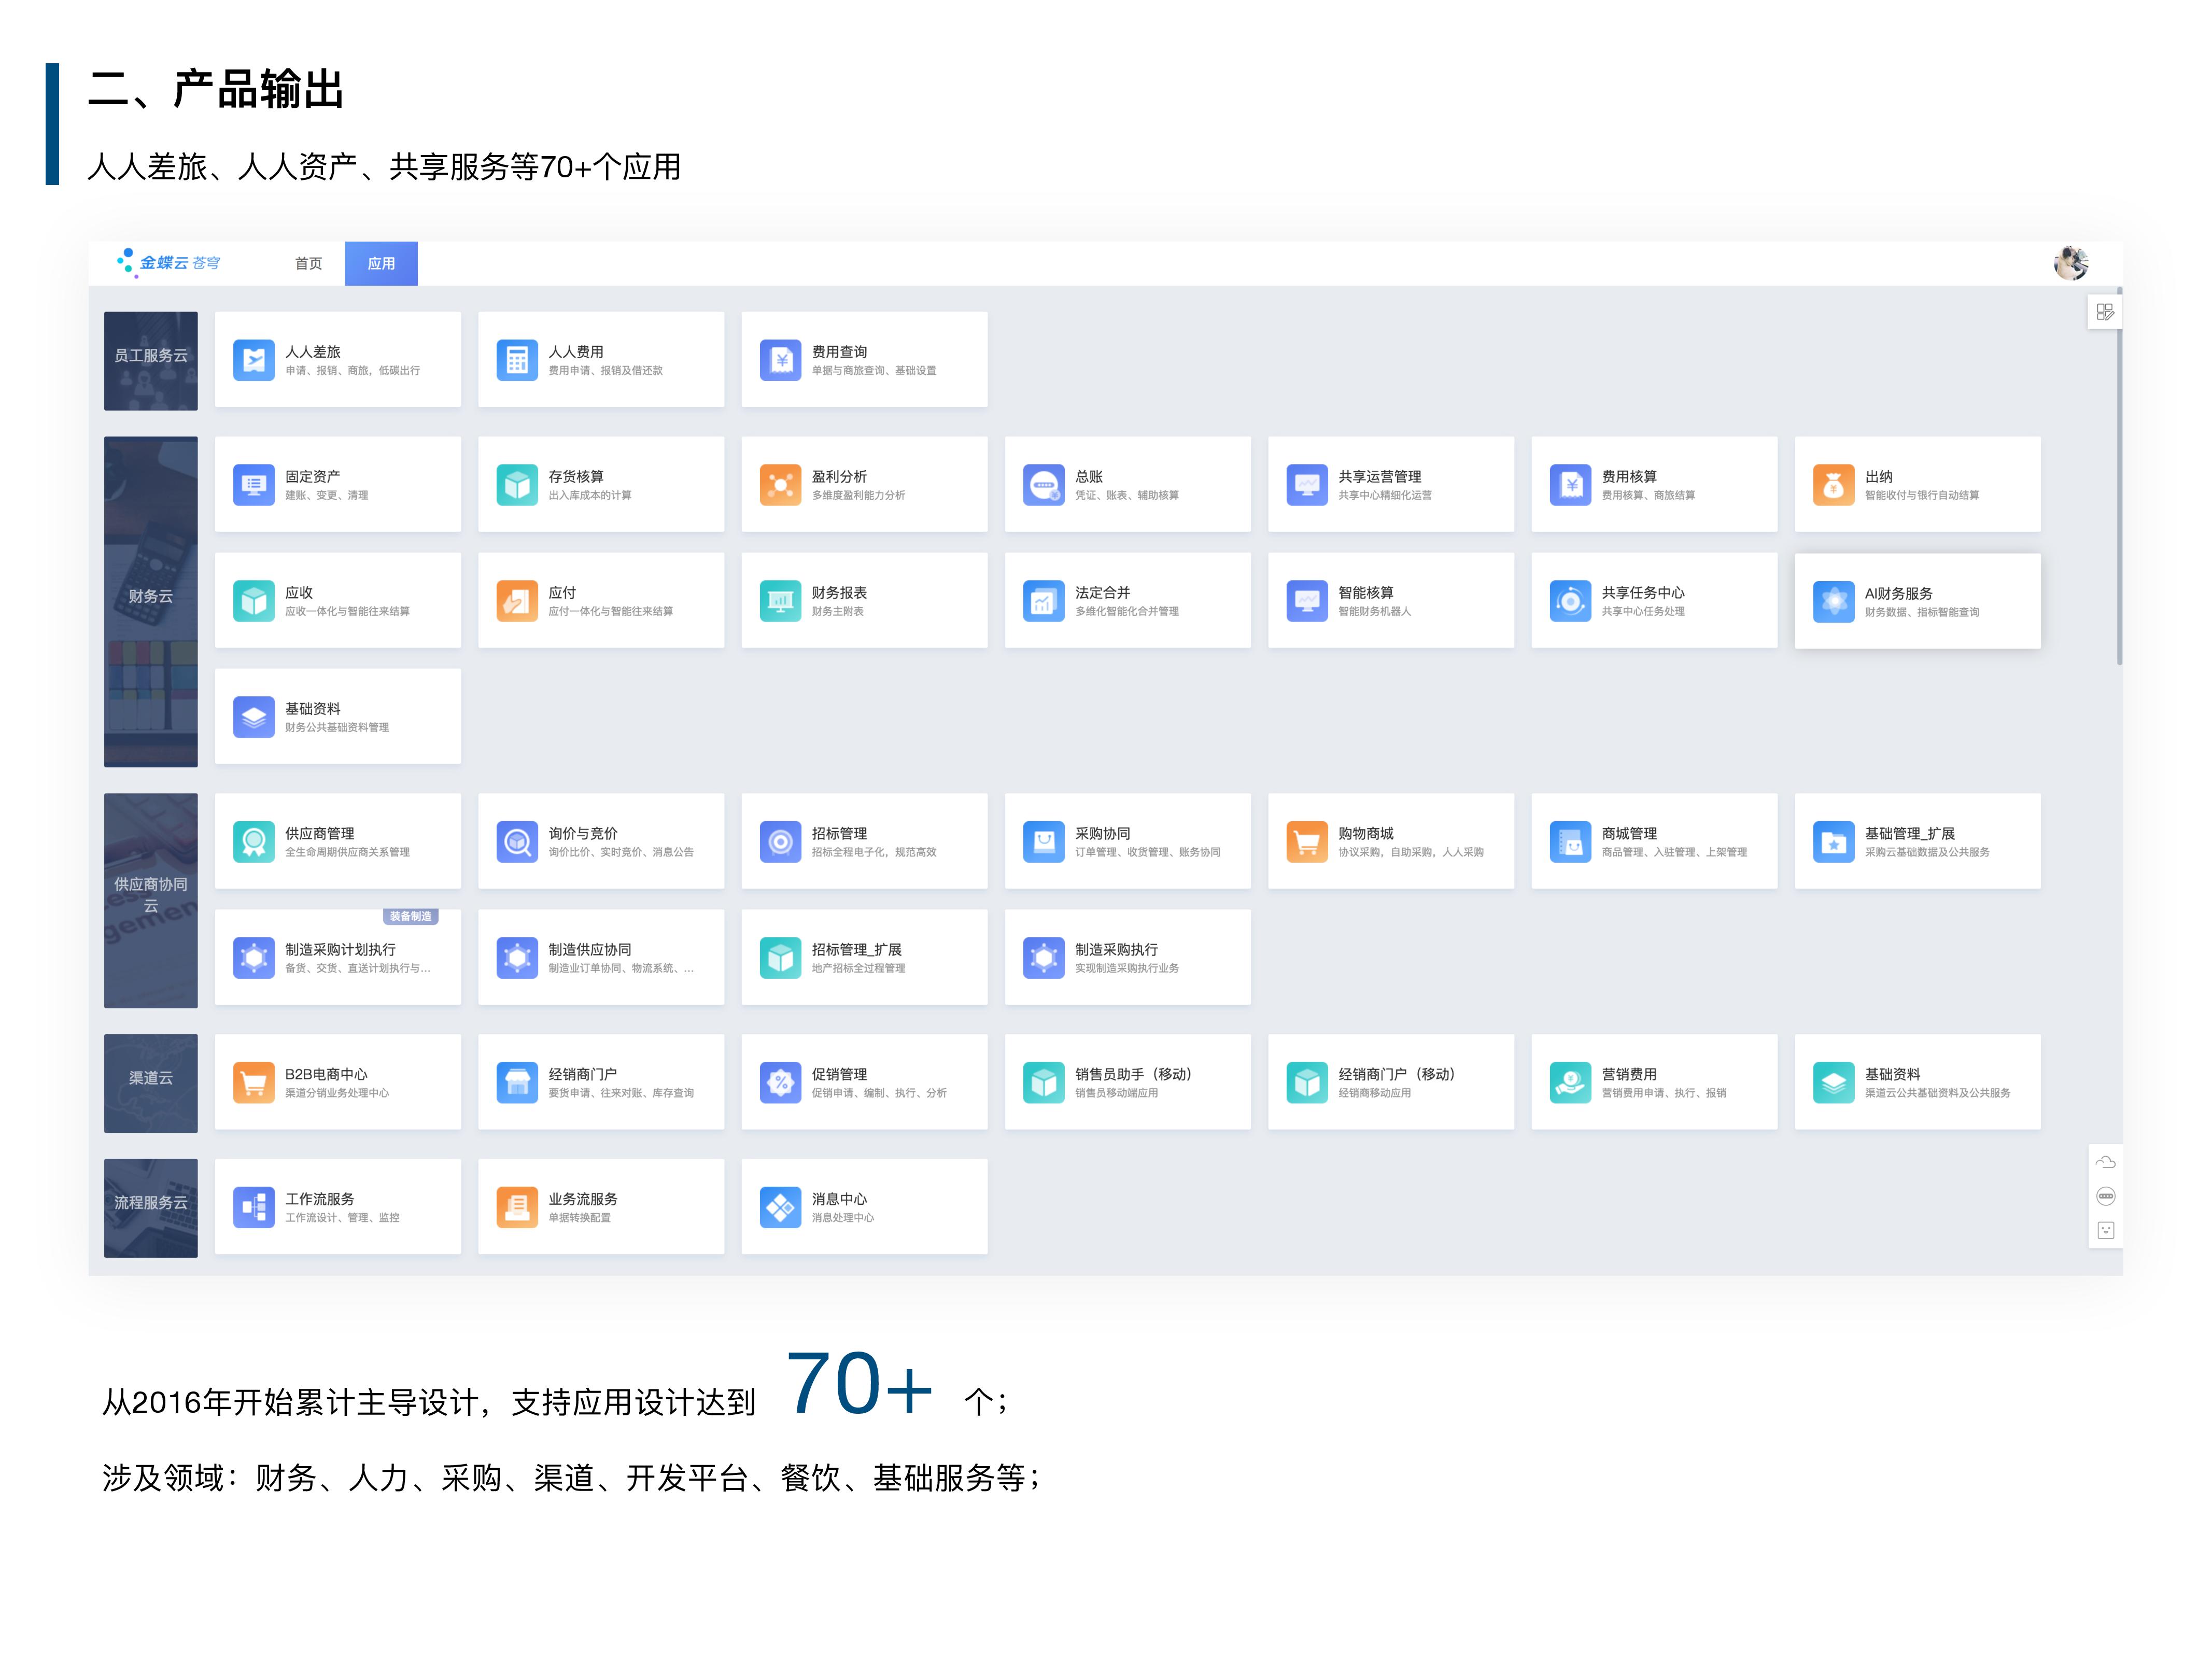 二、产品输出
人人差旅、人人资产、共享服务等70+个应用
金蝶云 苍穹
首页
应用
员工服务云
人人差旅
申请、报销、商旅，低碳出行
人人费用
费用申请、报销及借还款
费用查询
单据与商旅查询、基础设置
财务云
固定资产
建账、变更、清理
存货核算
出入库成本的计算
盈利分析
多维度盈利能力分析
总账
凭证、账表、辅助核算
共享运营管理
共享中心精细化运营
费用核算
费用核算、商旅结算
出纳
智能收付与银行自动结算
应收
应收一体化与智能往来结算
应付
应付一体化与智能往来结算
财务报表
财务主附表
法定合并
多维化智能化合并管理
智能核算
智能财务机器人
共享任务中心
共享中心任务处理
AI财务服务
财务数据、指标智能查询
基础资料
财务公共基础资料管理
供应商协同
云
供应商管理
全生命周期供应商关系管理
询价与竞价
询价比价、实时竞价、消息公告
招标管理
招标全程电子化，规范高效
采购协同
订单管理、收货管理、账务协同
购物商城
协议采购，自助采购，人人采购
商城管理
商品管理、入驻管理、上架管理
基础管理_扩展
采购云基础数据及公共服务
装备制造
制造采购计划执行
备货、交货、直送计划执行与...
制造供应协同
制造业订单协同、物流系统、...
招标管理_扩展
地产招标全过程管理
制造采购执行
实现制造采购执行业务
渠道云
B2B电商中心
渠道分销业务处理中心
经销商门户
要货申请、往来对账、库存查询
促销管理
促销申请、编制、执行、分析
销售员助手（移动）
销售员移动端应用
经销商门户（移动）
经销商移动应用
营销费用
营销费用申请、执行、报销
基础资料
渠道云公共基础资料及公共服务
流程服务云
工作流服务
工作流设计、管理、监控
业务流服务
单据转换配置
消息中心
消息处理中心
从2016年开始累计主导设计，支持应用设计达到 70+ 个；
涉及领域：财务、人力、采购、渠道、开发平台、餐饮、基础服务等；